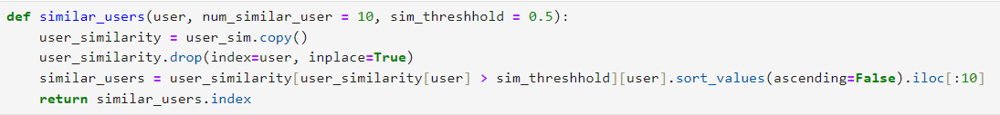 def similar_users(user, num_similar_user = 10, sim_threshhold = 0.5):
    user_similarity = user_sim.copy()
    user_similarity.drop(index=user, inplace=True)
    similar_users = user_similarity[user_similarity[user] > sim_threshhold][user].sort_values(ascending=False).iloc[:10]
    return similar_users.index